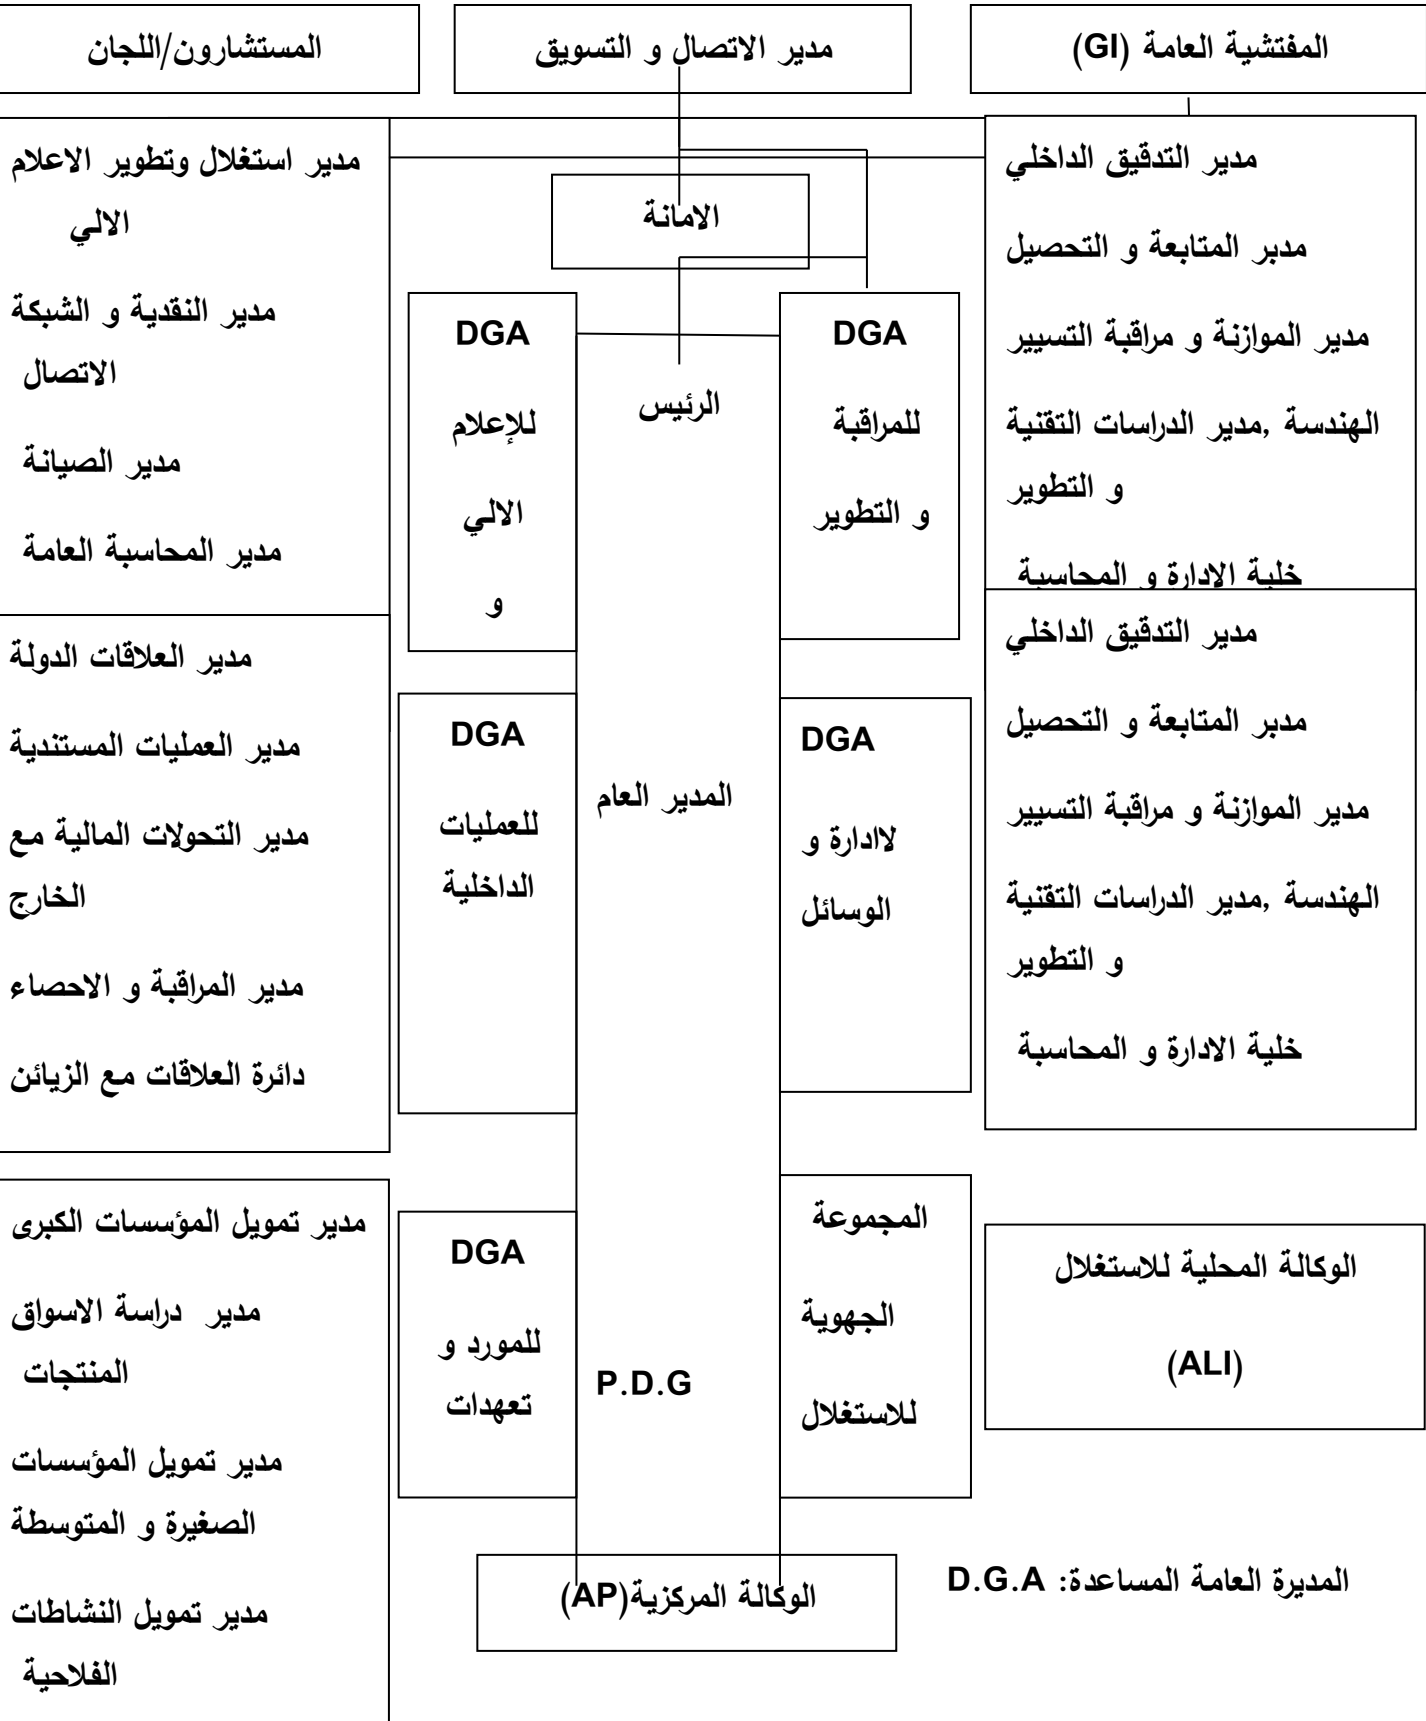 المفتشية العامة (GI)
مدير الاتصال و التسويق
المستشارون/اللجان
مدير التدقيق الداخلي
مدبر المتابعة و التحصيل
مدير الموازنة و مراقبة التسيير
الهندسة ,مدير الدراسات التقنية
و التطوير
خلية الادارة و المحاسبة
الامانة
مدير استغلال وتطوير الاعلام
الالي
مدير النقدية و الشبكة
الاتصال
مدير الصيانة
مدير المحاسبة العامة
DGA
للمراقبة
و التطوير
الرئيس
DGA
للإعلام
الالي
و
مدير التدقيق الداخلي
مدبر المتابعة و التحصيل
مدير الموازنة و مراقبة التسيير
الهندسة ,مدير الدراسات التقنية
و التطوير
خلية الادارة و المحاسبة
DGA
لاادارة و
الوسائل
المدير العام
DGA
للعمليات
الداخلية
مدير العلاقات الدولة
مدير العمليات المستندية
مدير التحولات المالية مع
الخارج
مدير المراقبة و الاحصاء
دائرة العلاقات مع الزبائن
الوكالة المحلية للاستغلال
(ALI)
المجموعة
الجهوية
للاستغلال
P.D.G
DGA
للمورد و
تعهدات
مدير تمويل المؤسسات الكبرى
مدير دراسة الاسواق
المنتجات
مدير تمويل المؤسسات
الصغيرة و المتوسطة
مدير تمويل النشاطات
الفلاحية
الوكالة المركزية(AP)
المديرة العامة المساعدة: D.G.A